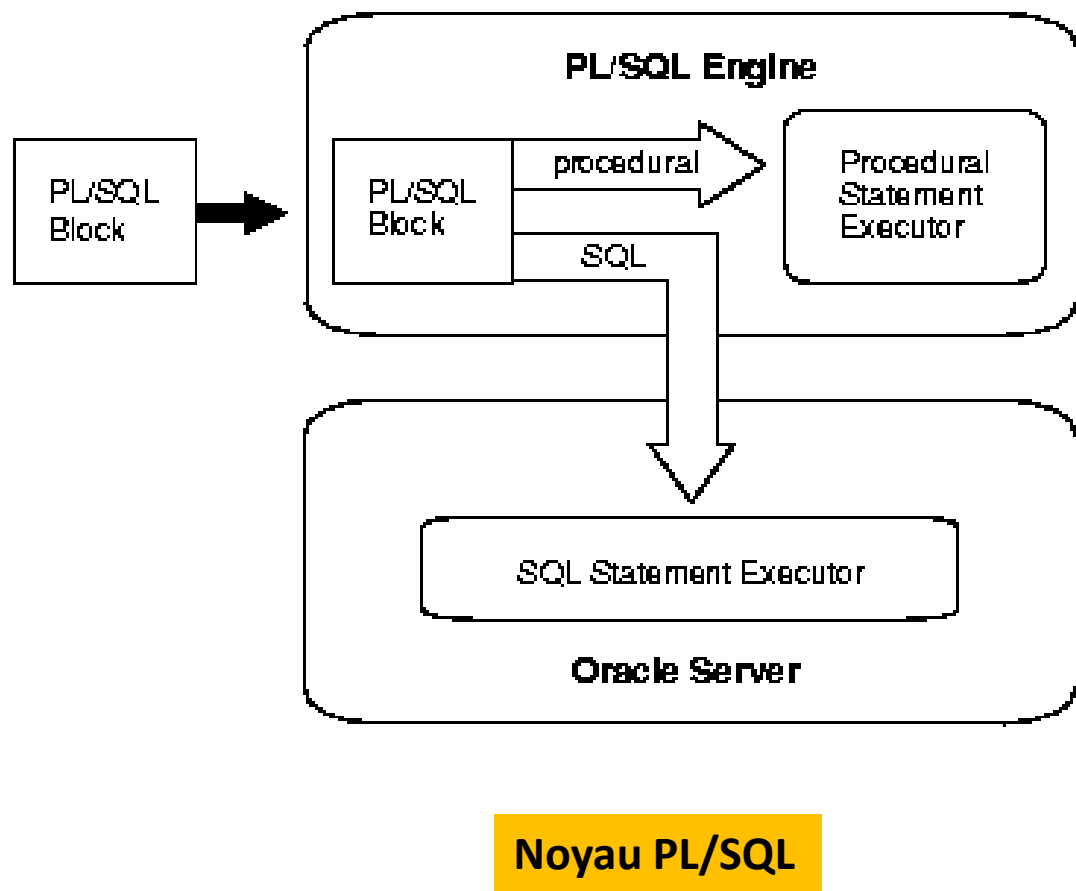 PL/SQL Engine
PL/SQL
Block
PL/SQL
Block
procedural
SQL
Procedural
Statement
Executor
SQL Statement Executor
Oracle Server
Noyau PL/SQL